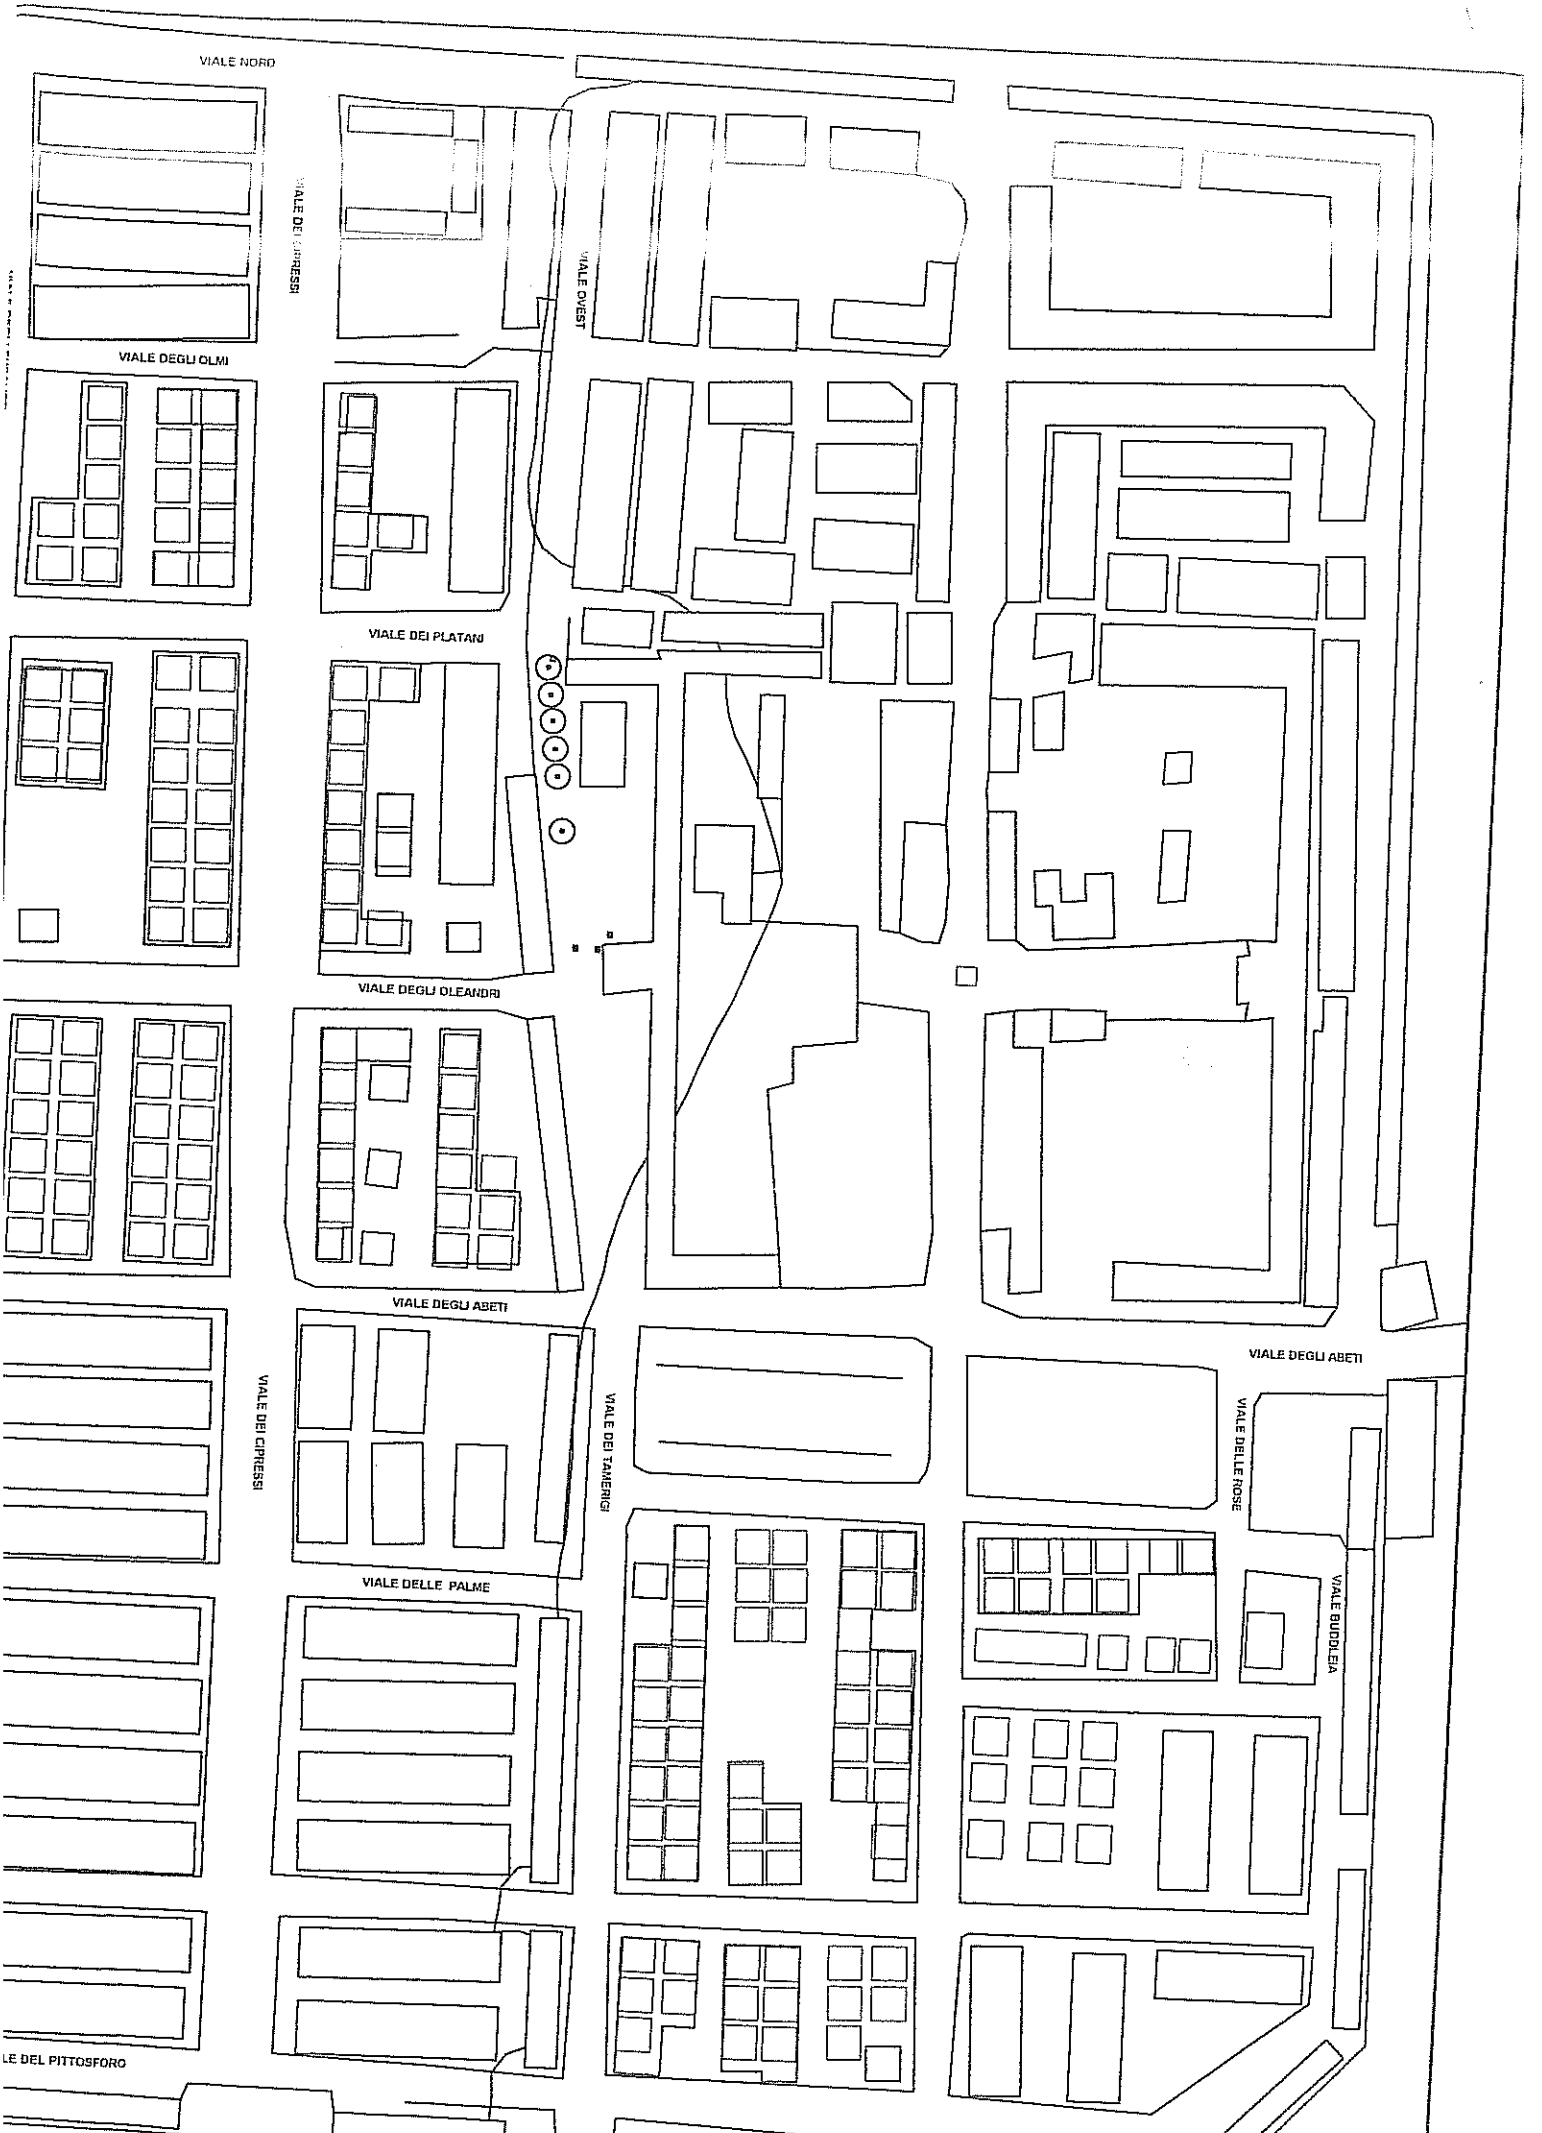 VIALE NORD
VIALE DEI CIPRESSI
VIALE OVEST
VIALE DEGLI OLMI
VIALE DEI PLATANI
VIALE DEGLI OLEANDRI
VIALE DEGLI ABETI
VIALE DEGLI ABETI
VIALE DEI CIPRESSI
VIALE DEI TAMERIGI
VIALE DELLE ROSE
VIALE DELLE PALME
VIALE BUDDLEIA
LE DEL PITTOSFORO